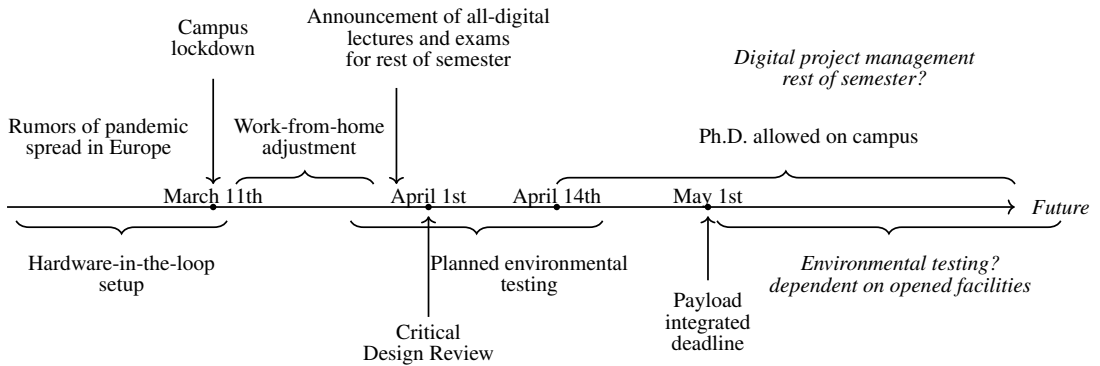 Campus
lockdown
Announcement of all-digital
lectures and exams
for rest of semester
Digital project management
rest of semester?
Rumors of pandemic
spread in Europe
Work-from-home
adjustment
Ph.D. allowed on campus
March 11th
April 1st
April 14th
May 1st
Future
Hardware-in-the-loop
setup
Planned environmental
testing
Environmental testing?
dependent on opened facilities
Critical
Design Review
Payload
integrated
deadline